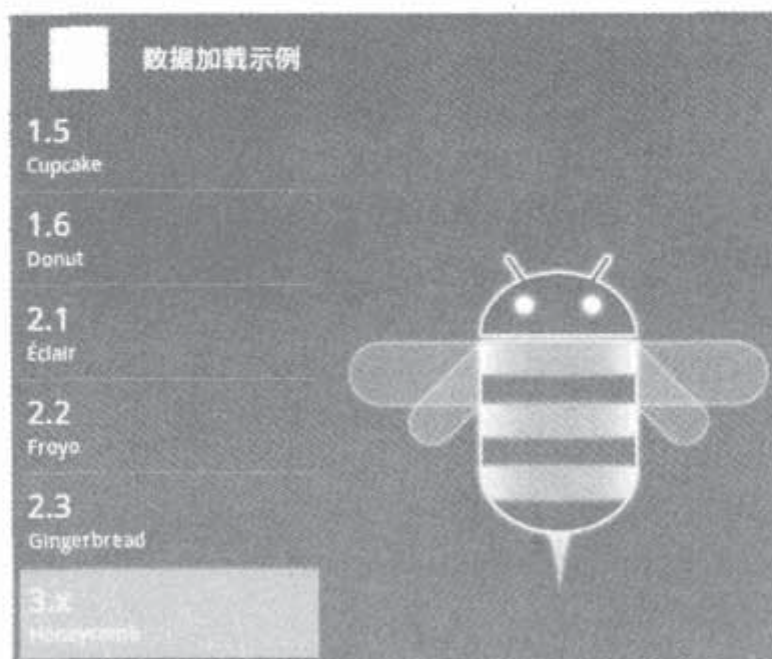 数据加载示例
1.5
Cupcake
1.6
Donut
2.1
Éclair
2.2
Froyo
2.3
Gingerbread
3.x
Honeycomb